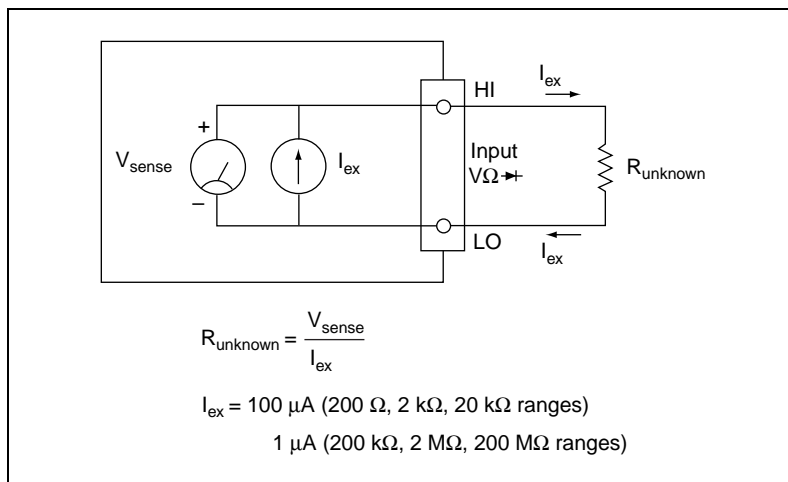 HI
I_ex
+
V_sense
−
I_ex
Input
VΩ
R_unknown
LO
I_ex
R_unknown = V_sense / I_ex
I_ex = 100 μA (200 Ω, 2 kΩ, 20 kΩ ranges)
1 μA (200 kΩ, 2 MΩ, 200 MΩ ranges)